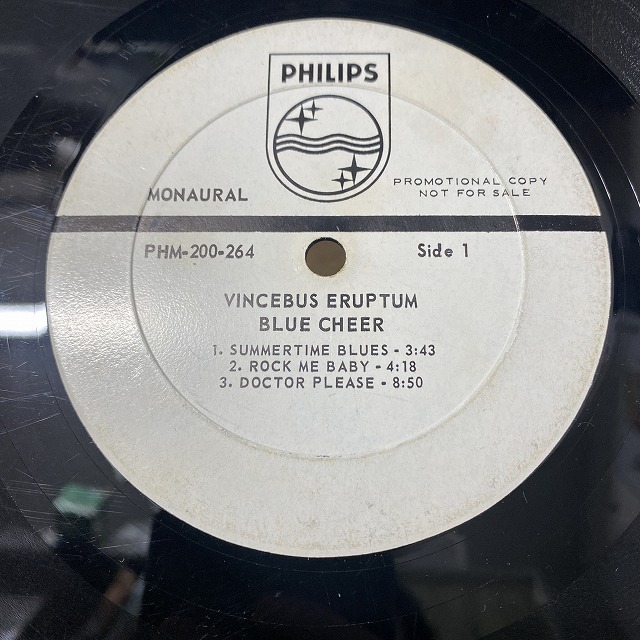 PHILIPS
MONAURAL
PROMOTIONAL COPY
NOT FOR SALE
PHM-200-264
Side 1
VINCEBUS ERUPTUM
BLUE CHEER
1. SUMMERTIME BLUES - 3:43
2. ROCK ME BABY - 4:18
3. DOCTOR PLEASE - 8:50